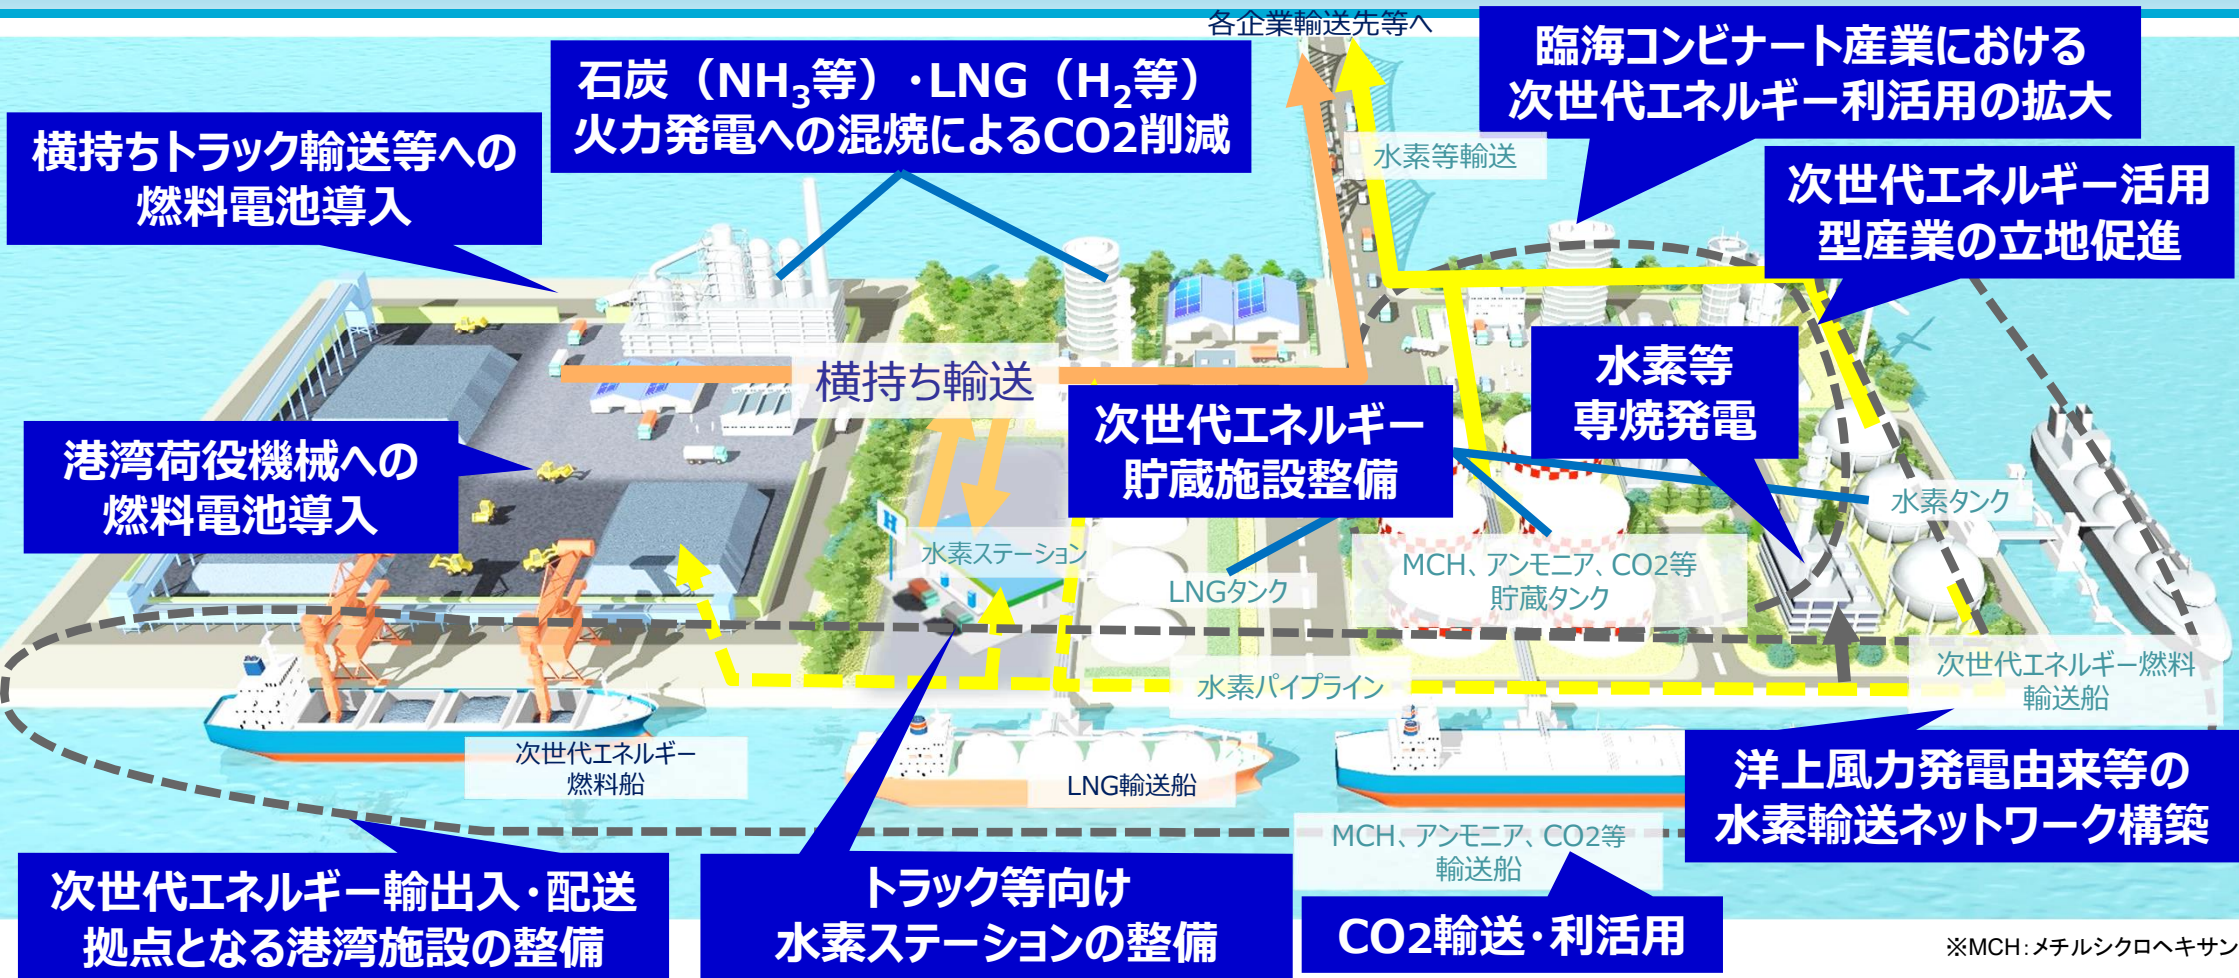 各企業輸送先等へ
臨海コンビナート産業における
次世代エネルギー利活用の拡大
石炭（NH₃等）・LNG（H₂等）
火力発電への混焼によるCO2削減
横持ちトラック輸送等への
燃料電池導入
水素等輸送
次世代エネルギー活用
型産業の立地促進
横持ち輸送
水素等
専焼発電
次世代エネルギー
貯蔵施設整備
港湾荷役機械への
燃料電池導入
水素タンク
H
水素ステーション
LNGタンク
MCH、アンモニア、CO2等
貯蔵タンク
水素パイプライン
次世代エネルギー燃料
輸送船
次世代エネルギー
燃料船
LNG輸送船
洋上風力発電由来等の
水素輸送ネットワーク構築
MCH、アンモニア、CO2等
輸送船
次世代エネルギー輸出入・配送
拠点となる港湾施設の整備
トラック等向け
水素ステーションの整備
CO2輸送・利活用
※MCH：メチルシクロヘキサン